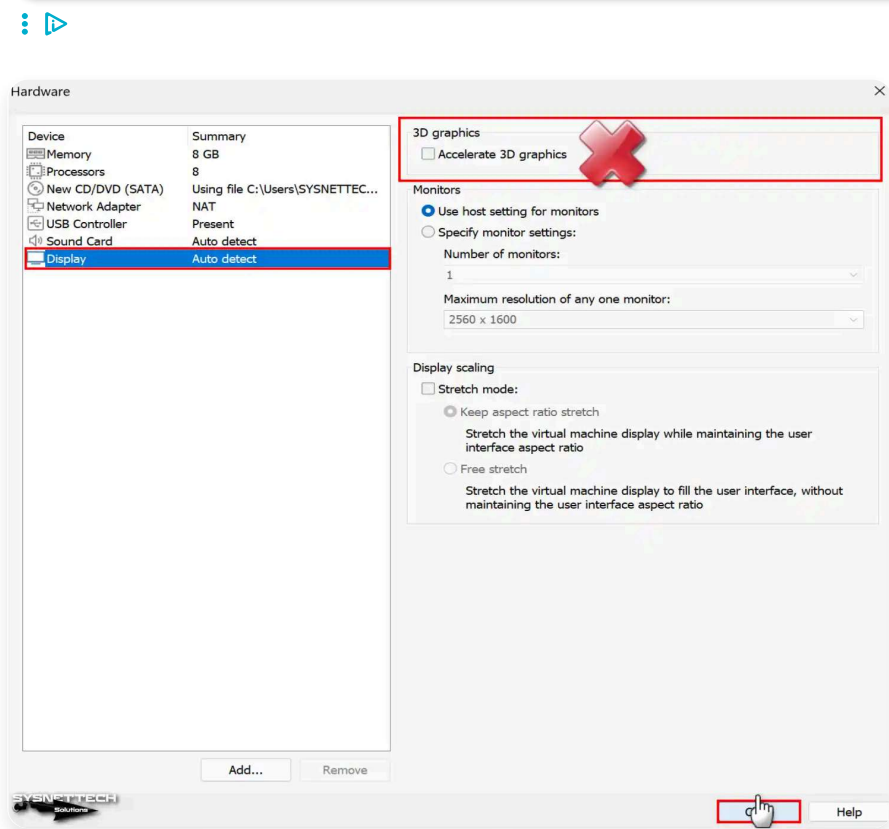 Hardware
Device Summary
Memory 8 GB
Processors 8
New CD/DVD (SATA) Using file C:\Users\SYSNETTEC...
Network Adapter NAT
USB Controller Present
Sound Card Auto detect
Display Auto detect
Add... Remove
3D graphics
Accelerate 3D graphics
Monitors
Use host setting for monitors
Specify monitor settings:
Number of monitors:
1
Maximum resolution of any one monitor:
2560 x 1600
Display scaling
Stretch mode:
Keep aspect ratio stretch
Stretch the virtual machine display while maintaining the user
interface aspect ratio
Free stretch
Stretch the virtual machine display to fill the user interface, without
maintaining the user interface aspect ratio
SYSNETTECH
Solutions
Help